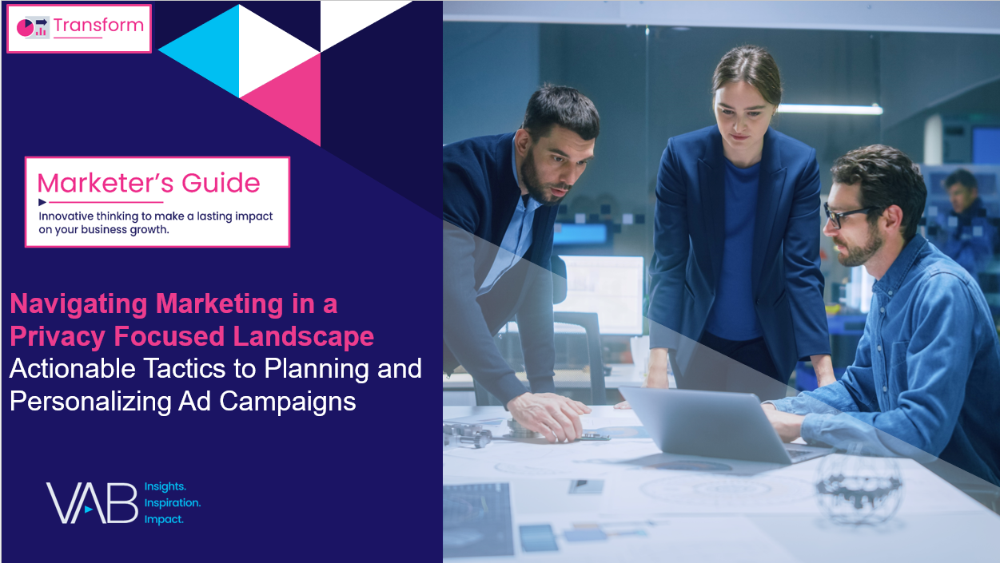 Transform
Marketer's Guide
Innovative thinking to make a lasting impact
on your business growth.
Navigating Marketing in a
Privacy Focused Landscape
Actionable Tactics to Planning and
Personalizing Ad Campaigns
VAB
Insights.
Inspiration.
Impact.